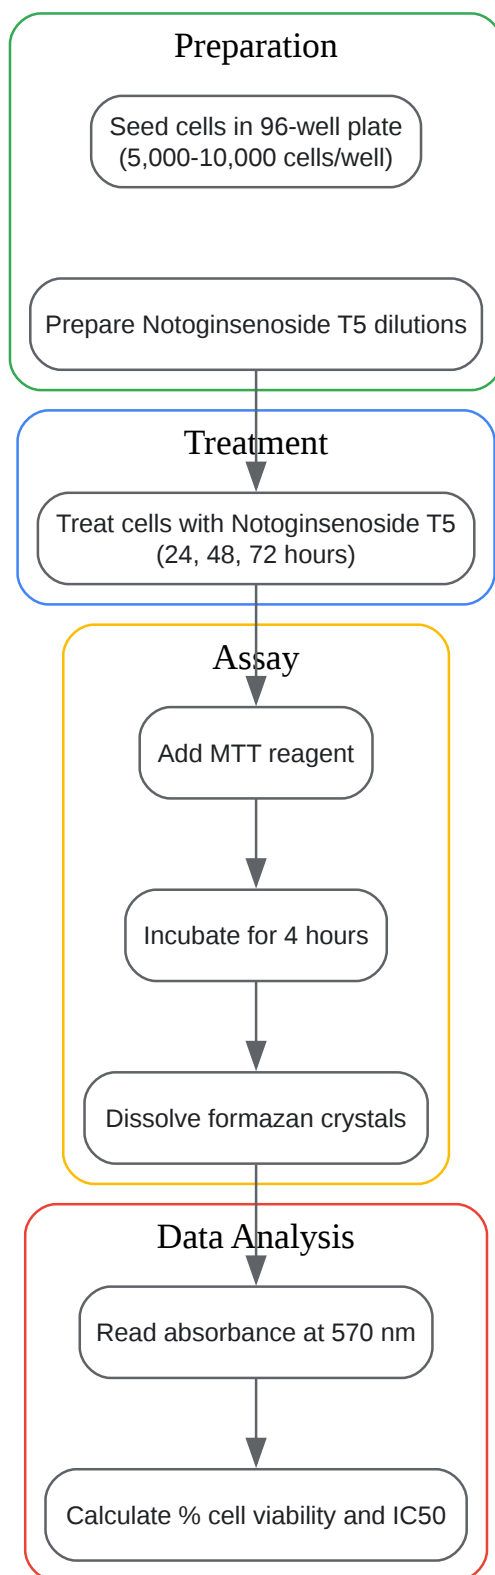 Preparation
Seed cells in 96-well plate
(5,000-10,000 cells/well)
Prepare Notoginsenoside T5 dilutions
Treatment
Treat cells with Notoginsenoside T5
(24, 48, 72 hours)
Assay
Add MTT reagent
Incubate for 4 hours
Dissolve formazan crystals
Data Analysis
Read absorbance at 570 nm
Calculate % cell viability and IC50